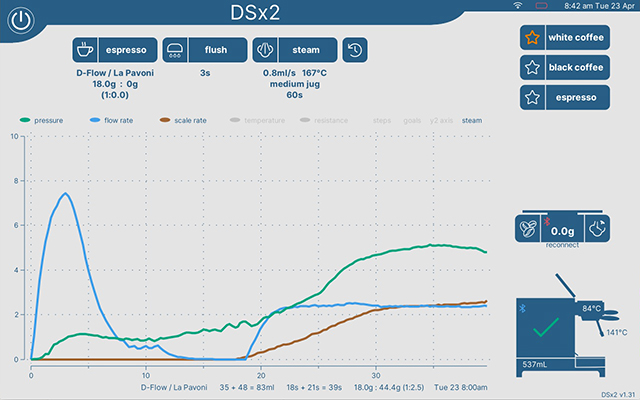 DSx2
8:42 am Tue 23 Apr
espresso
flush
steam
D-Flow / La Pavoni
18.0g : 0g
(1:0.0)
3s
0.8ml/s 167°C
medium jug
60s
white coffee
black coffee
espresso
pressure
flow rate
scale rate
temperature
resistance
steps
goals
y2 axis
steam
10
8
6
4
2
0
0
10
20
30
D-Flow / La Pavoni 35 + 48 = 83ml 18s + 21s = 39s 18.0g : 44.4g (1:2.5) Tue 23 8:00am
0.0g
reconnect
84°C
141°C
537mL
DSx2 v1.31